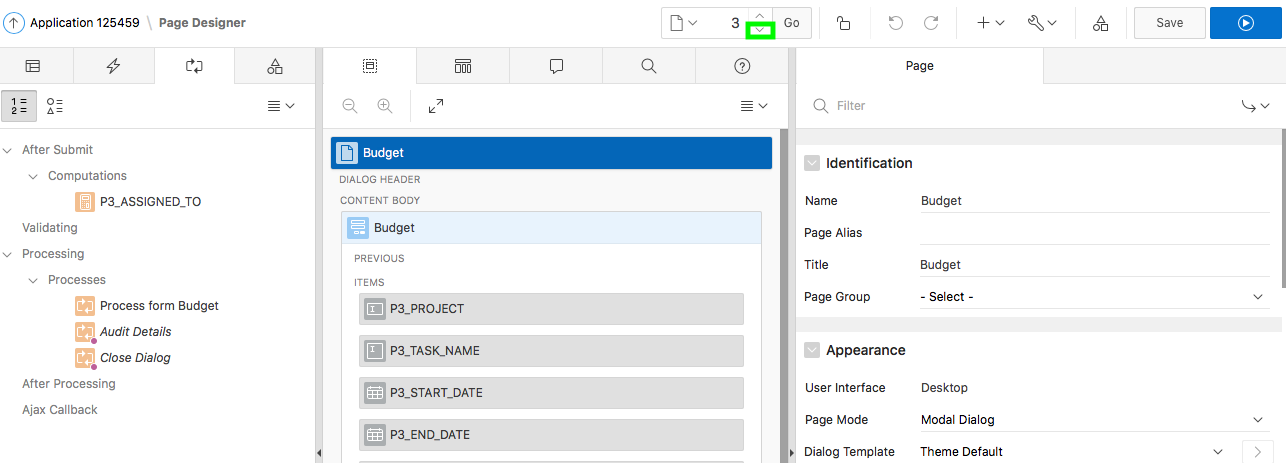 Application 125459 \ Page Designer
3
Go
Save
Page
1
2
Filter
After Submit
Computations
P3_ASSIGNED_TO
Validating
Processing
Processes
Process form Budget
Audit Details
Close Dialog
After Processing
Ajax Callback
Budget
DIALOG HEADER
CONTENT BODY
Budget
PREVIOUS
ITEMS
P3_PROJECT
P3_TASK_NAME
P3_START_DATE
P3_END_DATE
Identification
Name Budget
Page Alias
Title Budget
Page Group - Select -
Appearance
User Interface Desktop
Page Mode Modal Dialog
Dialog Template Theme Default